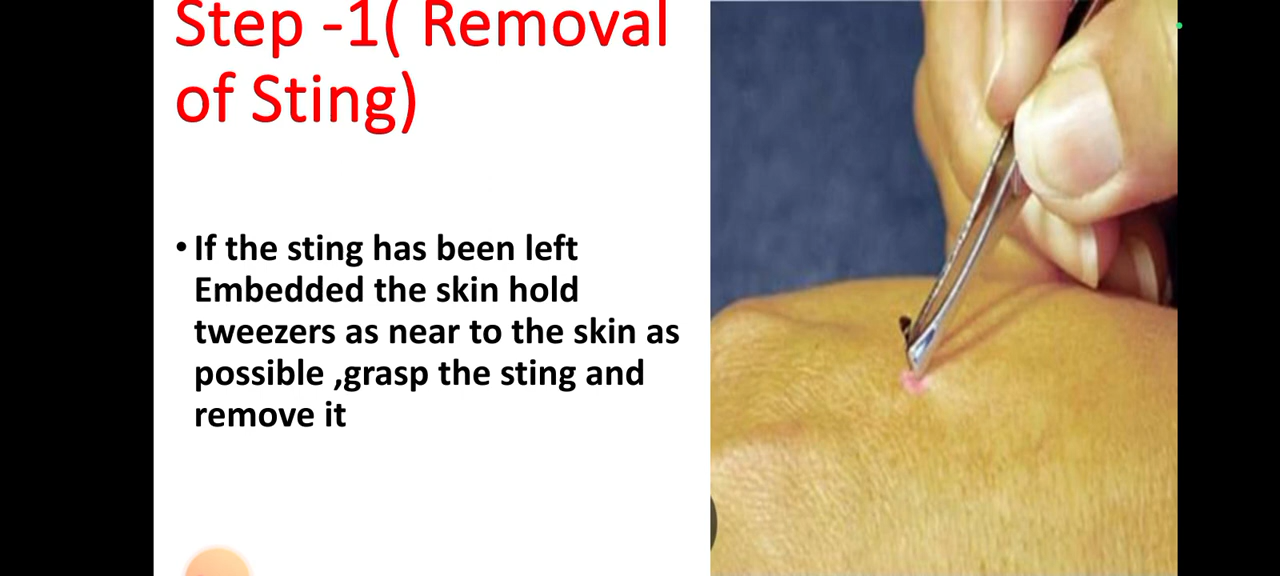 Step -1( Removal
of Sting)
• If the sting has been left
Embedded the skin hold
tweezers as near to the skin as
possible ,grasp the sting and
remove it